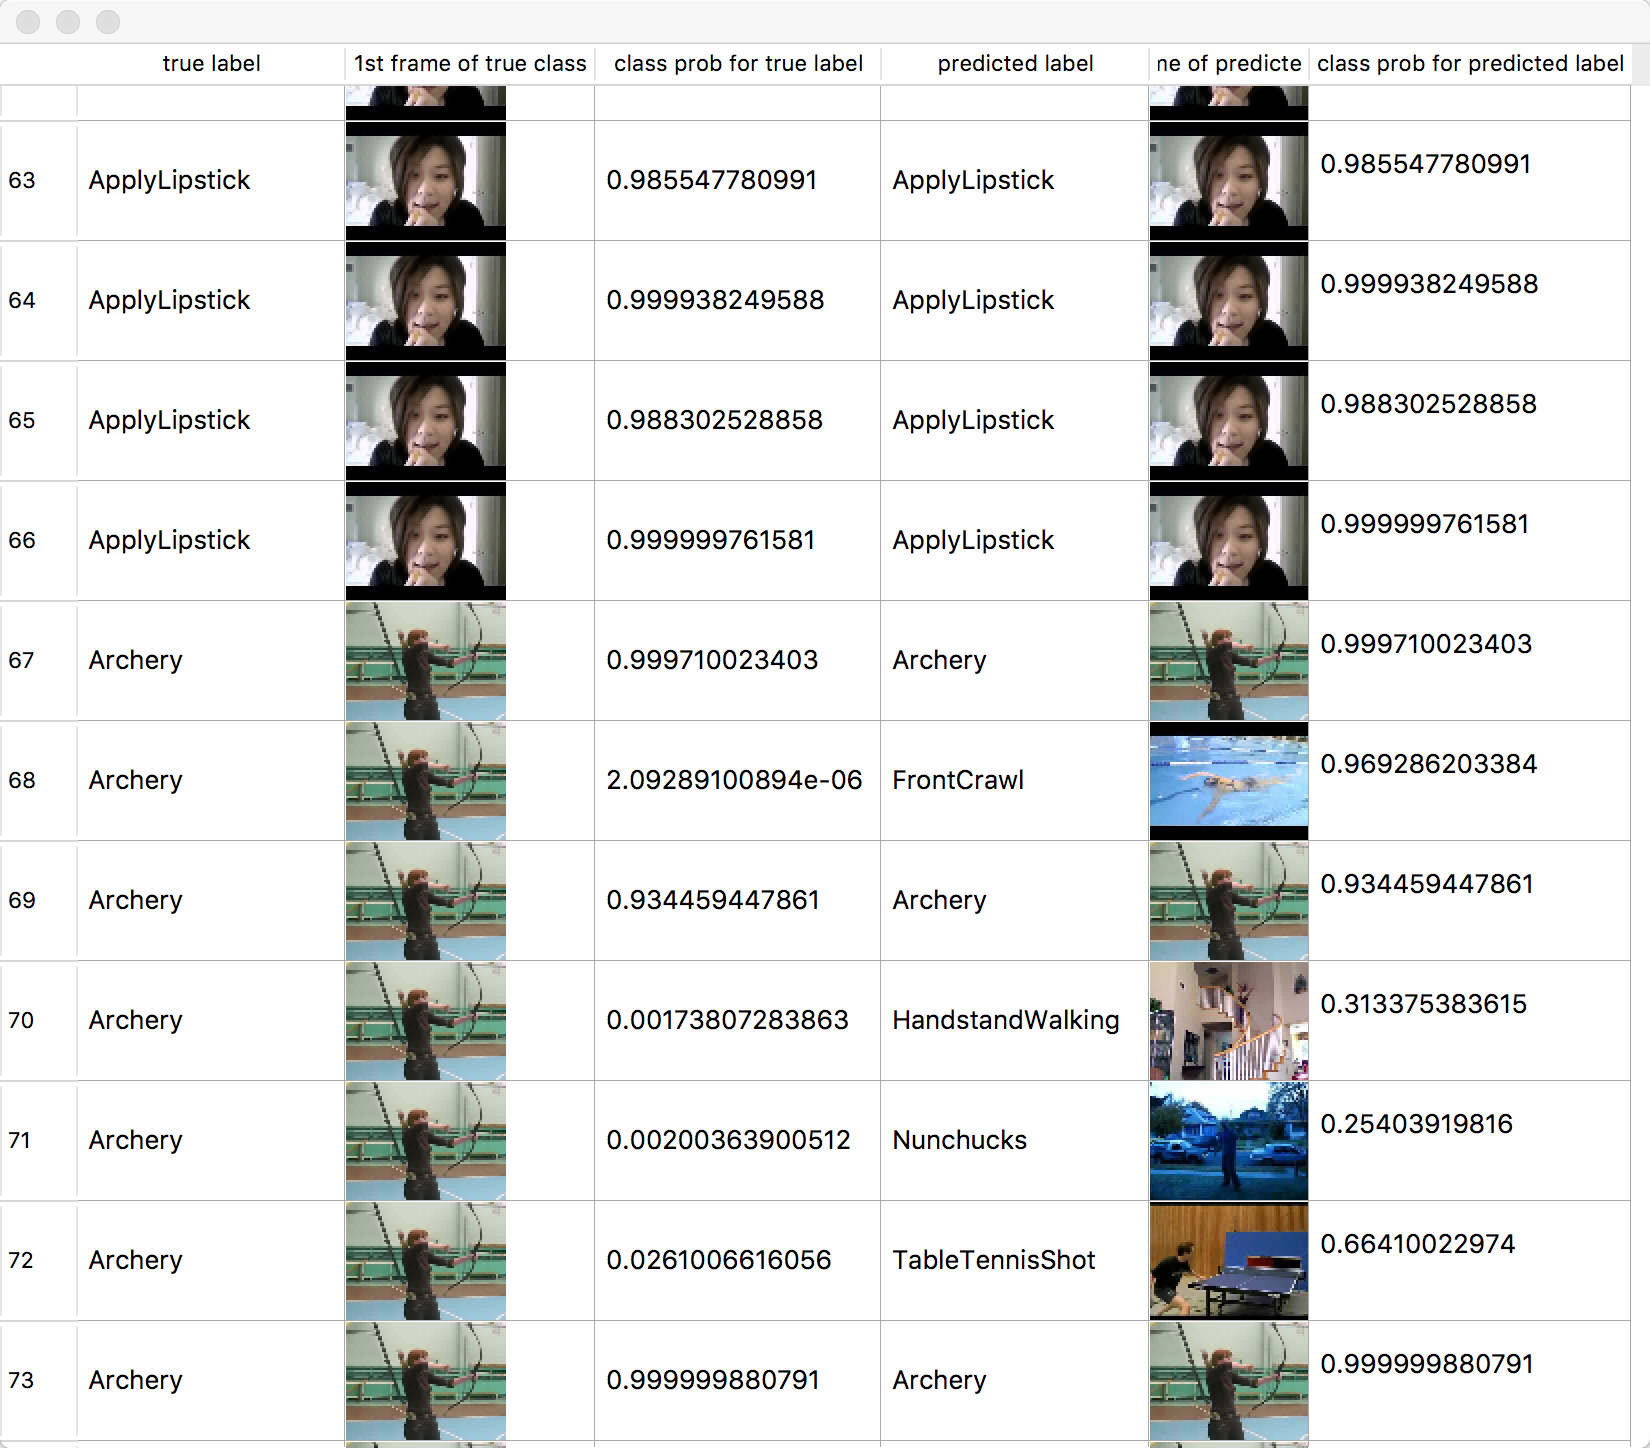 true label 1st frame of true class class prob for true label predicted label ne of predicte class prob for predicted label
63 ApplyLipstick 0.985547780991 ApplyLipstick 0.985547780991
64 ApplyLipstick 0.999938249588 ApplyLipstick 0.999938249588
65 ApplyLipstick 0.988302528858 ApplyLipstick 0.988302528858
66 ApplyLipstick 0.999999761581 ApplyLipstick 0.999999761581
67 Archery 0.999710023403 Archery 0.999710023403
68 Archery 2.09289100894e-06 FrontCrawl 0.969286203384
69 Archery 0.934459447861 Archery 0.934459447861
70 Archery 0.00173807283863 HandstandWalking 0.313375383615
71 Archery 0.00200363900512 Nunchucks 0.25403919816
72 Archery 0.0261006616056 TableTennisShot 0.66410022974
73 Archery 0.999999880791 Archery 0.999999880791